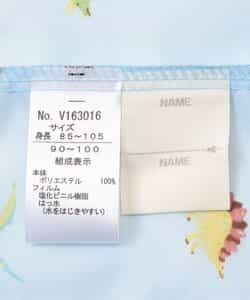 No. V163016
サイズ
身長 85～105
90～100
組成表示
本体
ポリエステル 100%
フィルム
塩化ビニル樹脂
はっ水
(水をはじきやすい)
NAME
NAME